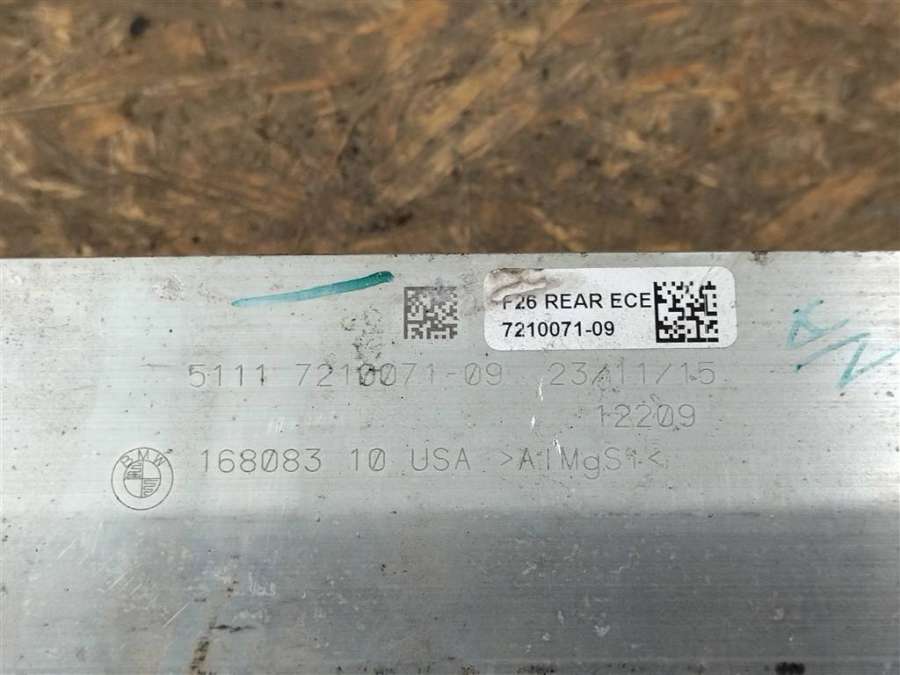 F26 REAR ECE
7210071-09
5111 7210071-09 23/11/15
12209
BMW
168083 10 USA >AlMgSi<